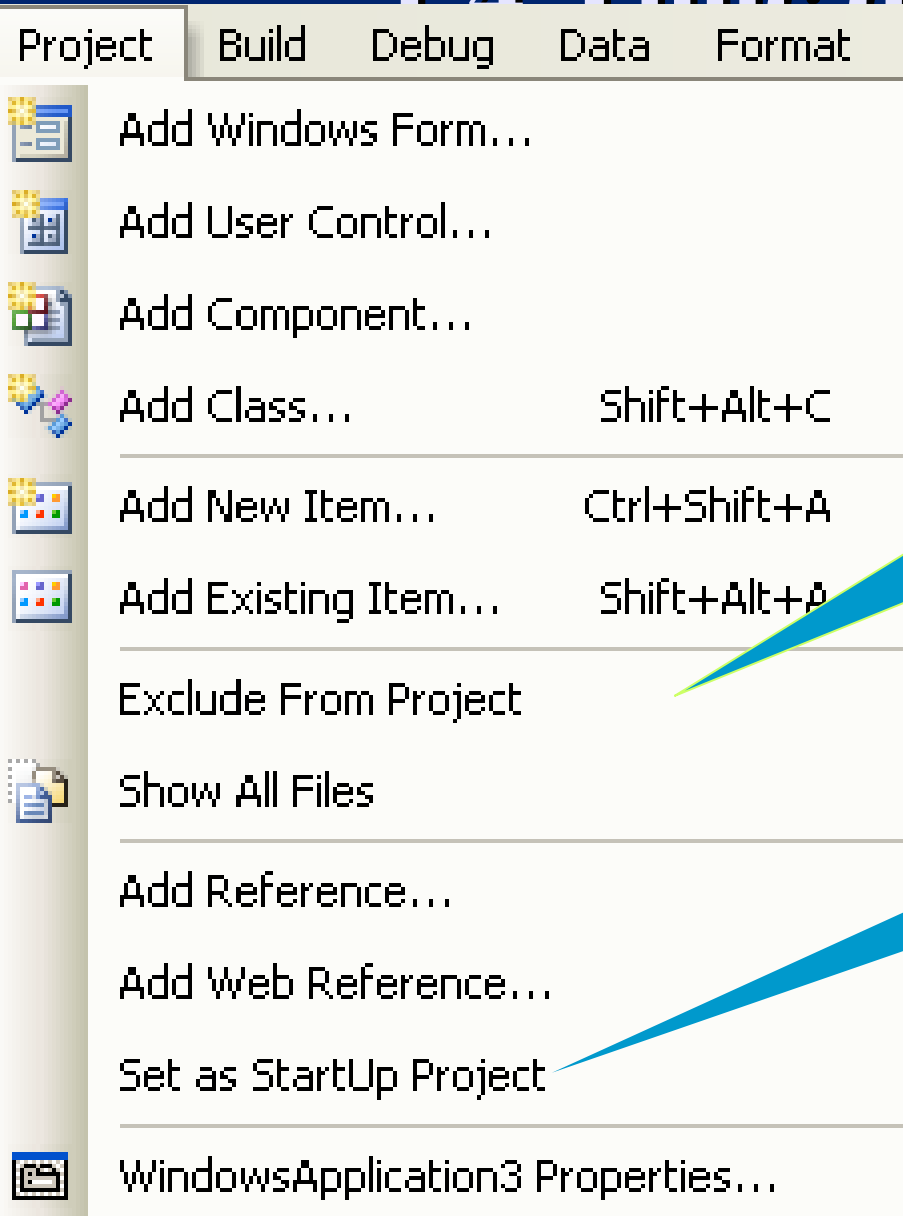 Project Build Debug Data Format
Add Windows Form...
Add User Control...
Add Component...
Add Class... Shift+Alt+C
Add New Item... Ctrl+Shift+A
Add Existing Item... Shift+Alt+A
Exclude From Project
Show All Files
Add Reference...
Add Web Reference...
Set as StartUp Project
WindowsApplication3 Properties...